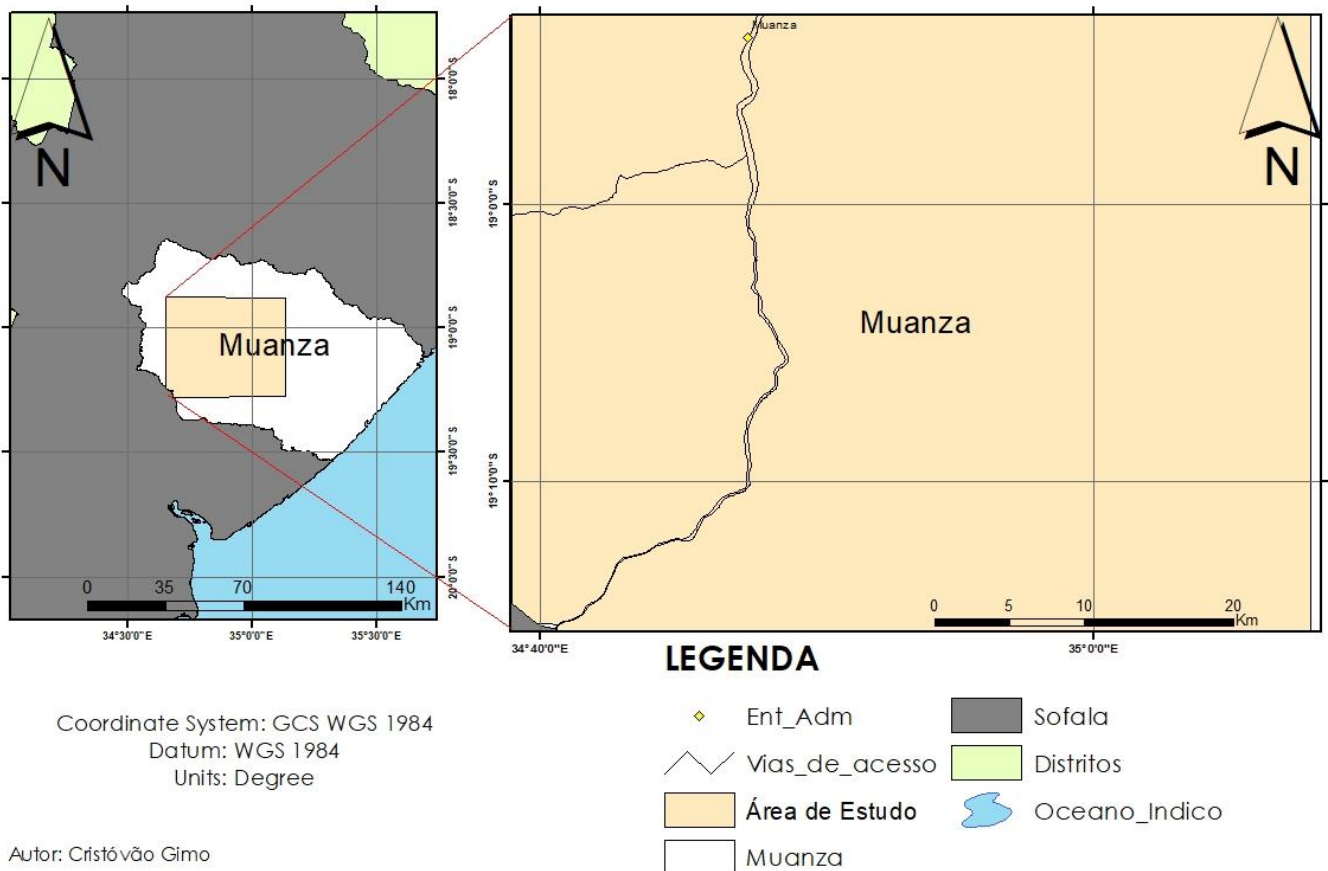 N
18°0'0"S
18°30'0"S
19°0'0"S
19°30'0"S
20°0'0"S
Muanza
0 35 70 140
Km
34°30'0"E 35°0'0"E 35°30'0"E
Muanza
N
19°0'0"S
19°10'0"S
Muanza
0 5 10 20
Km
34°40'0"E 35°0'0"E
LEGENDA
Ent_Adm
Vias_de_acesso
Área de Estudo
Muanza
Sofala
Distritos
Oceano_Indico
Coordinate System: GCS WGS 1984
Datum: WGS 1984
Units: Degree
Autor: Cristóvão Gimo